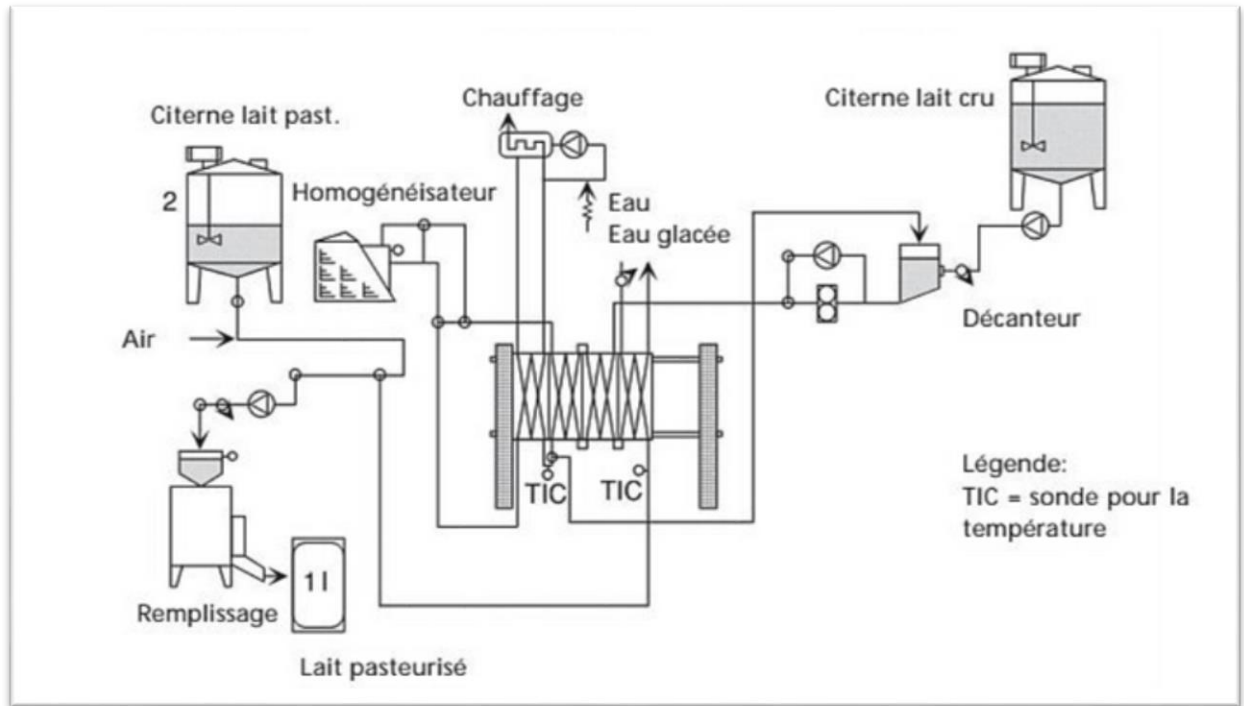 Chauffage
Citerne lait cru
Citerne lait past.
2
Homogénéisateur
Eau
Eau glacée
Décanteur
Air
TIC
TIC
Légende:
TIC = sonde pour la
température
1 l
Remplissage
Lait pasteurisé